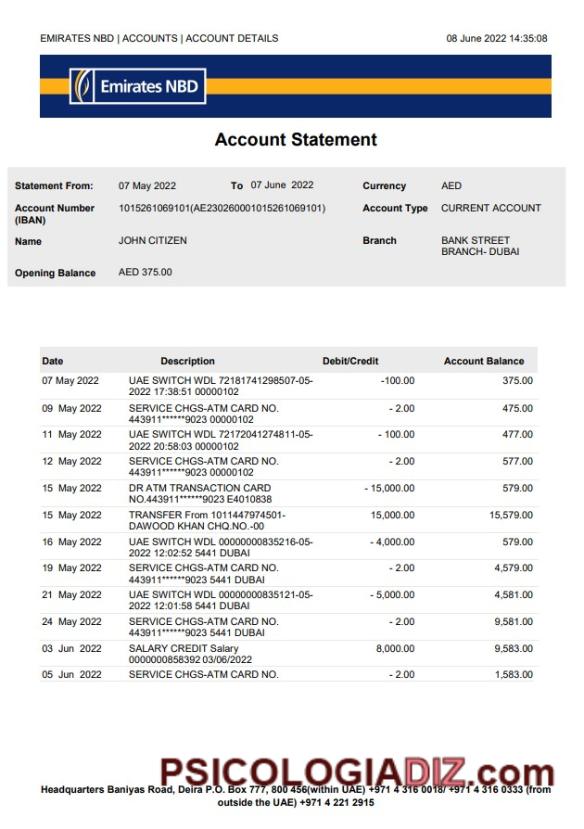 EMIRATES NBD | ACCOUNTS | ACCOUNT DETAILS 08 June 2022 14:35:08
Emirates NBD
Account Statement
Statement From: 07 May 2022 To 07 June 2022 Currency AED
Account Number 1015261069101(AE230260001015261069101) Account Type CURRENT ACCOUNT
(IBAN)
Name JOHN CITIZEN Branch BANK STREET
BRANCH- DUBAI
Opening Balance AED 375.00
Date Description Debit/Credit Account Balance
07 May 2022 UAE SWITCH WDL 72181741298507-05- -100.00 375.00
2022 17:38:51 00000102
09 May 2022 SERVICE CHGS-ATM CARD NO. - 2.00 475.00
443911******9023 00000102
11 May 2022 UAE SWITCH WDL 72172041274811-05- - 100.00 477.00
2022 20:58:03 00000102
12 May 2022 SERVICE CHGS-ATM CARD NO. - 2.00 577.00
443911******9023 00000102
15 May 2022 DR ATM TRANSACTION CARD - 15,000.00 579.00
NO.443911******9023 E4010838
15 May 2022 TRANSFER From 1011447974501- 15,000.00 15,579.00
DAWOOD KHAN CHQ.NO.-00
16 May 2022 UAE SWITCH WDL 00000000835216-05- - 4,000.00 579.00
2022 12:02:52 5441 DUBAI
19 May 2022 SERVICE CHGS-ATM CARD NO. - 2.00 4,579.00
443911******9023 5441 DUBAI
21 May 2022 UAE SWITCH WDL 00000000835121-05- - 5,000.00 4,581.00
2022 12:01:58 5441 DUBAI
24 May 2022 SERVICE CHGS-ATM CARD NO. - 2.00 9,581.00
443911******9023 5441 DUBAI
03 Jun 2022 SALARY CREDIT Salary 8,000.00 9,583.00
0000000858392 03/06/2022
05 Jun 2022 SERVICE CHGS-ATM CARD NO. - 2.00 1,583.00
PSICOLOGIADIZ.com
Headquarters Baniyas Road, Deira P.O. Box 777, 800 456(within UAE) +971 4 316 0018/ +971 4 316 0333 (from
outside the UAE) +971 4 221 2915